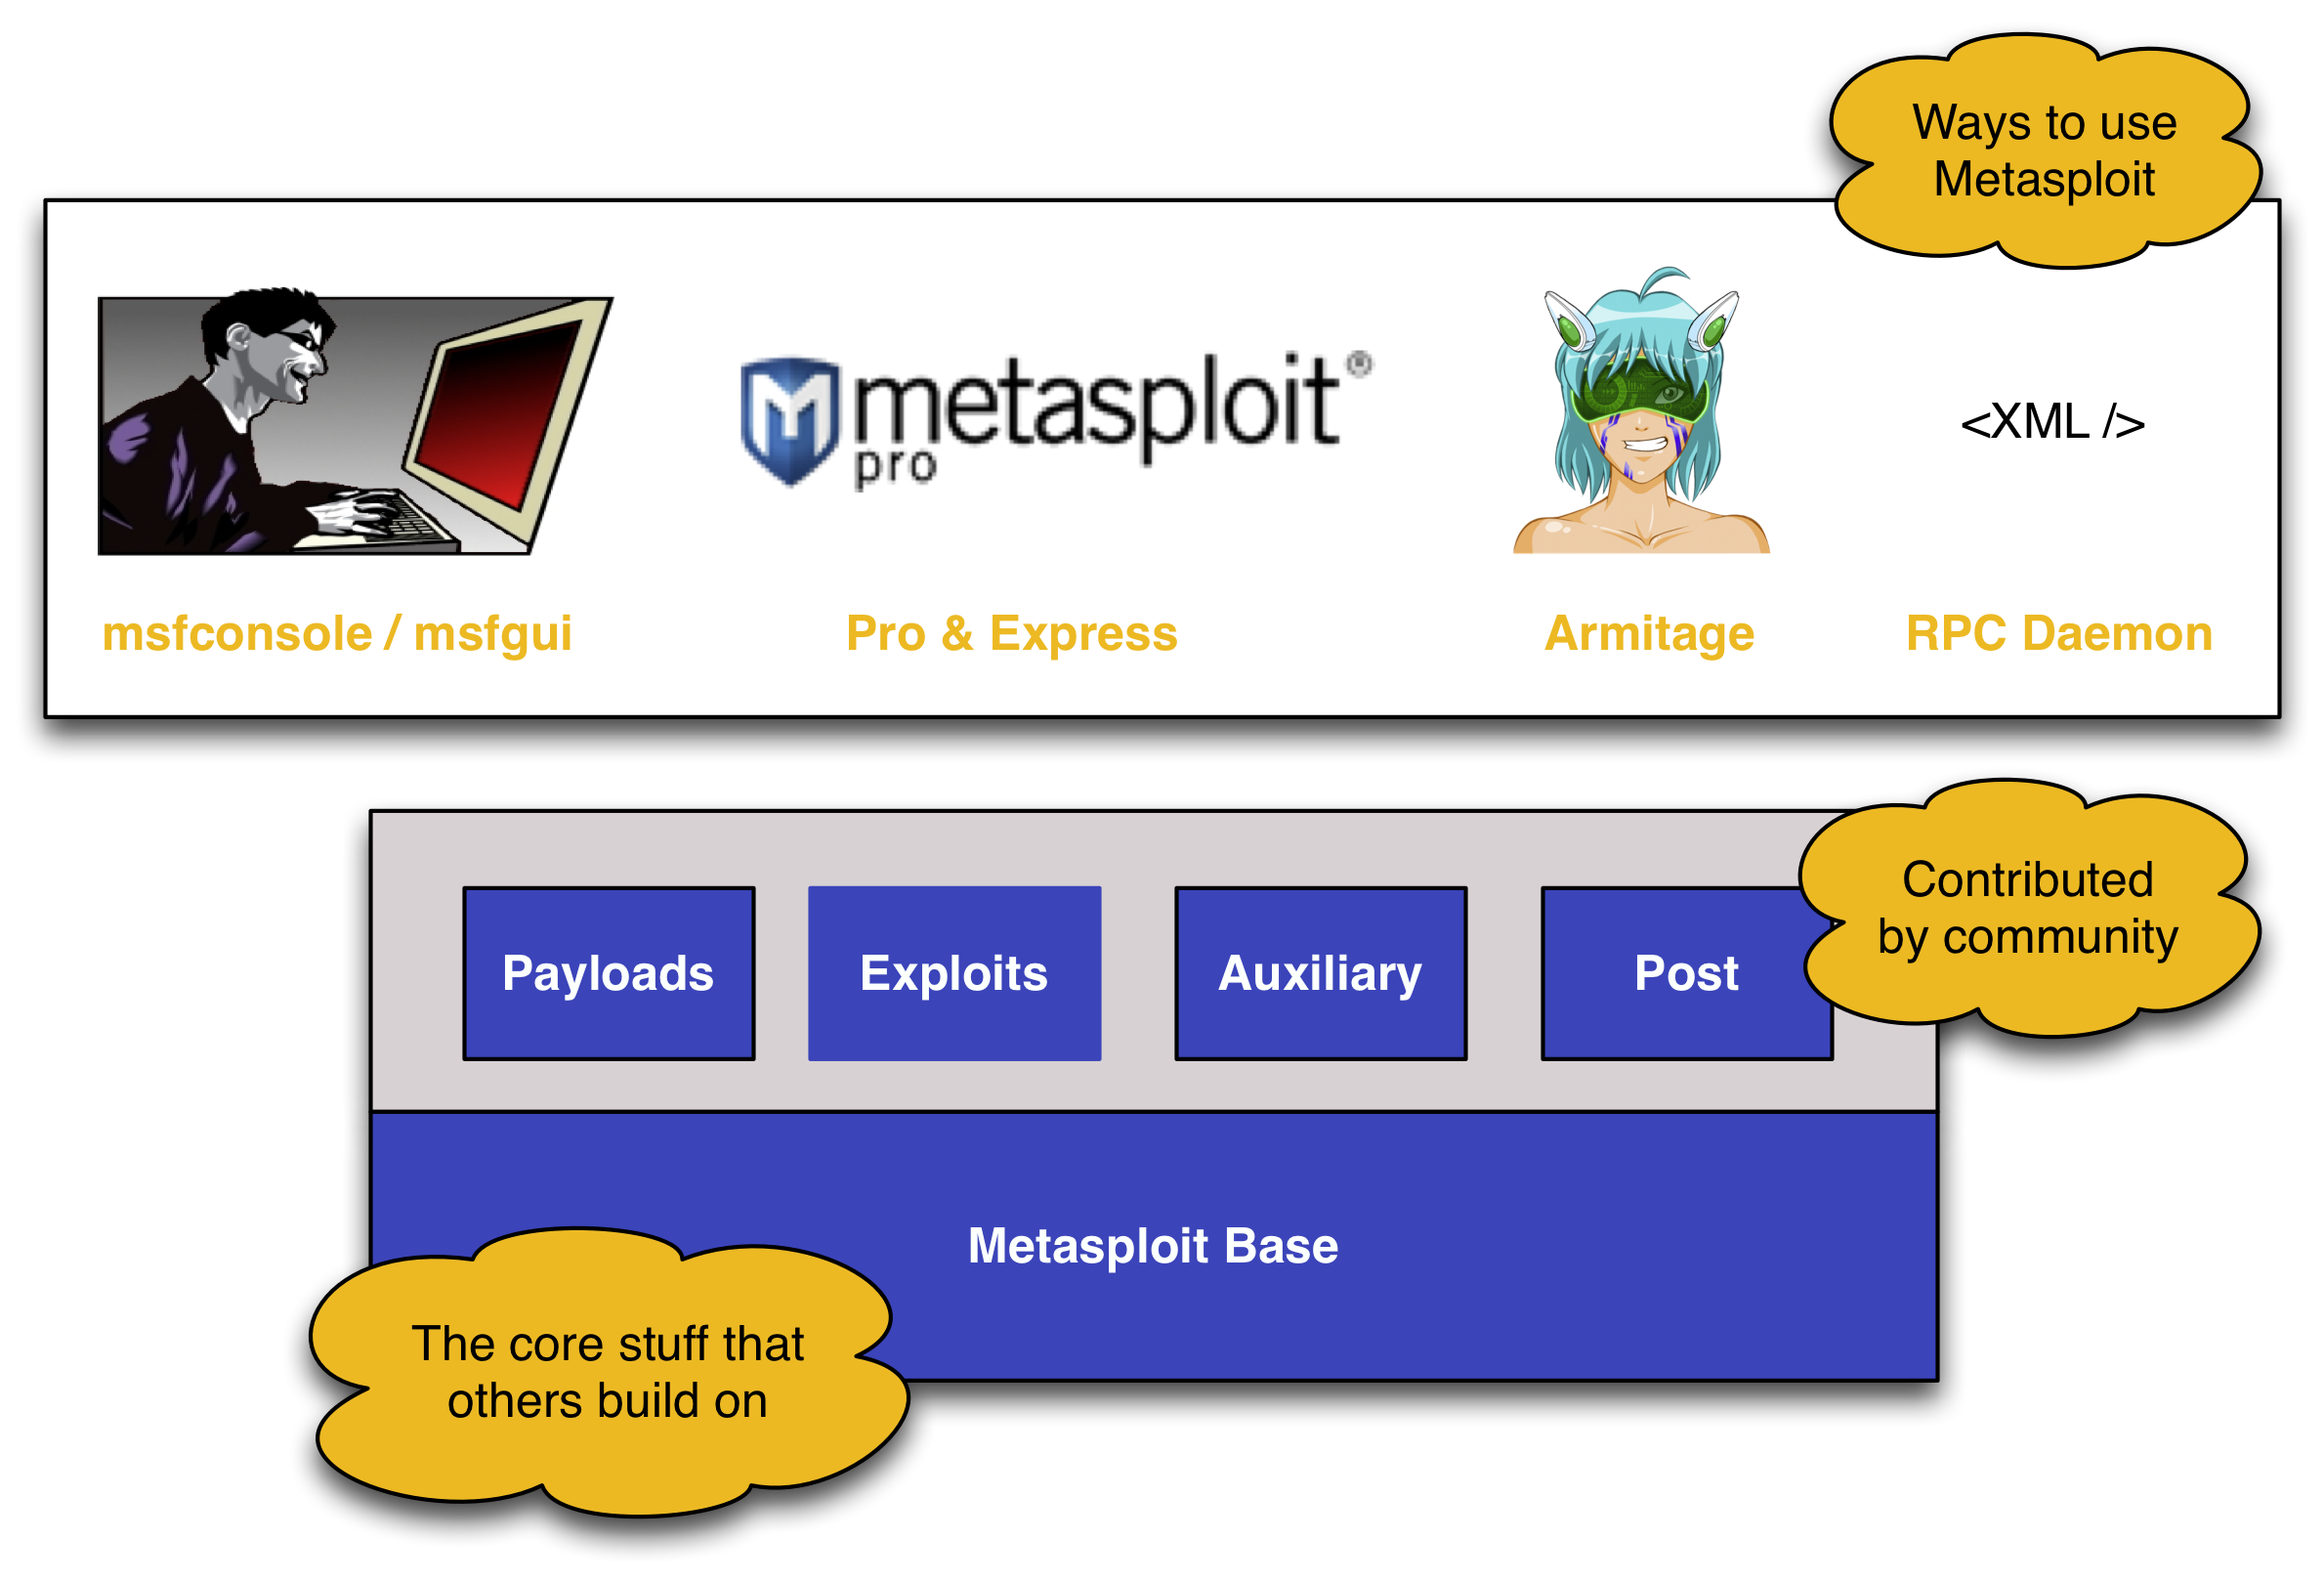 Ways to use
Metasploit
metasploit®
pro
<XML />
msfconsole / msfgui
Pro & Express
Armitage
RPC Daemon
Contributed
by community
Payloads
Exploits
Auxiliary
Post
Metasploit Base
The core stuff that
others build on